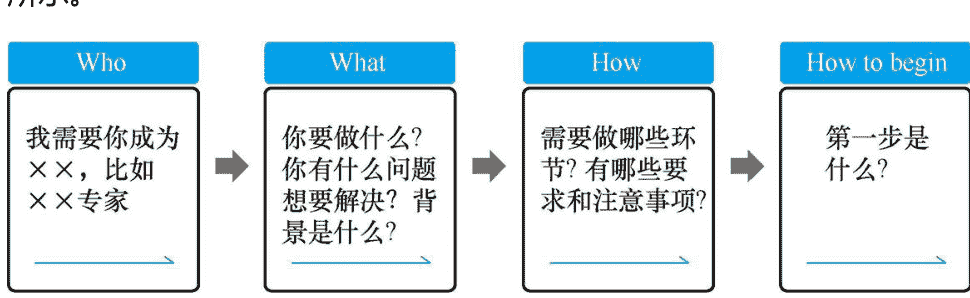 所示。
Who
我需要你成为
××，比如
××专家
What
你要做什么？
你有什么问题
想要解决？背
景是什么？
How
需要做哪些环
节？有哪些要
求和注意事项？
How to begin
第一步是
什么？